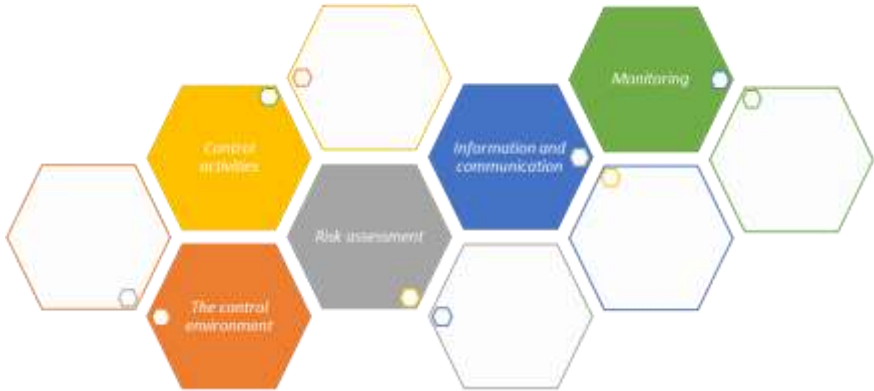 Monitoring
Control
activities
Information and
communication
Risk assessment
The control
environment